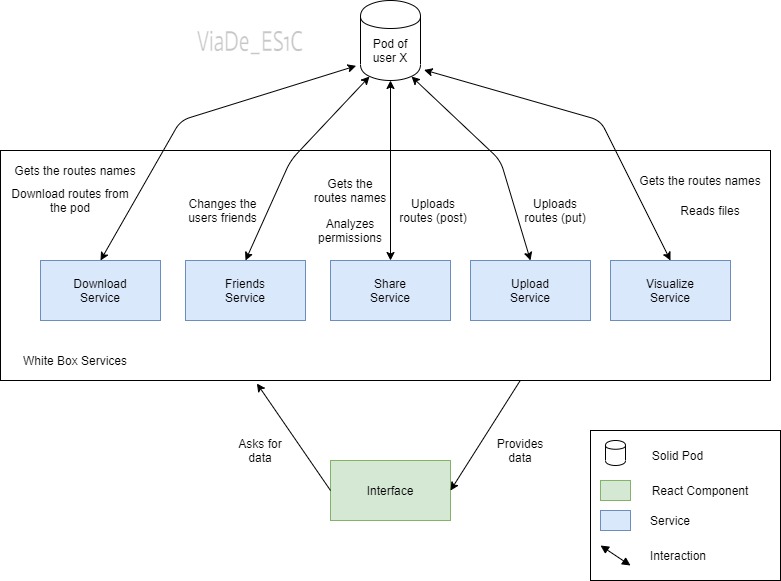 ViaDe_ES1C
Pod of
user X
Gets the routes names
Download routes from
the pod
Changes the
users friends
Gets the
routes names
Analyzes
permissions
Uploads
routes (post)
Uploads
routes (put)
Gets the routes names
Reads files
Download
Service
Friends
Service
Share
Service
Upload
Service
Visualize
Service
White Box Services
Asks for
data
Provides
data
Interface
Solid Pod
React Component
Service
Interaction